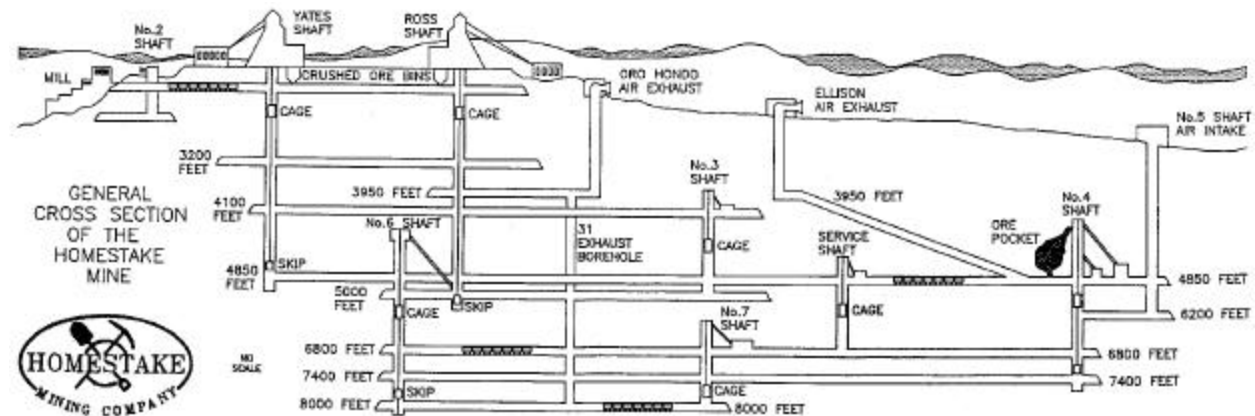 No.2
SHAFT
YATES
SHAFT
ROSS
SHAFT
MILL
CRUSHED ORE BINS
ORO HONDO
AIR EXHAUST
ELLISON
AIR EXHAUST
No.5 SHAFT
AIR INTAKE
CAGE
CAGE
3200
FEET
GENERAL
CROSS SECTION
OF THE
HOMESTAKE
MINE
3950 FEET
No.3
SHAFT
3950 FEET
No.4
SHAFT
4100
FEET
No.6 SHAFT
31
EXHAUST
BOREHOLE
CAGE
SERVICE
SHAFT
ORE
POCKET
SKIP
4850
FEET
4850 FEET
5000
FEET
SKIP
CAGE
No.7
SHAFT
CAGE
6200 FEET
HOMESTAKE
MINING COMPANY
NO
SCALE
6800 FEET
6800 FEET
7400 FEET
7400 FEET
SKIP
CAGE
8000 FEET
8000 FEET